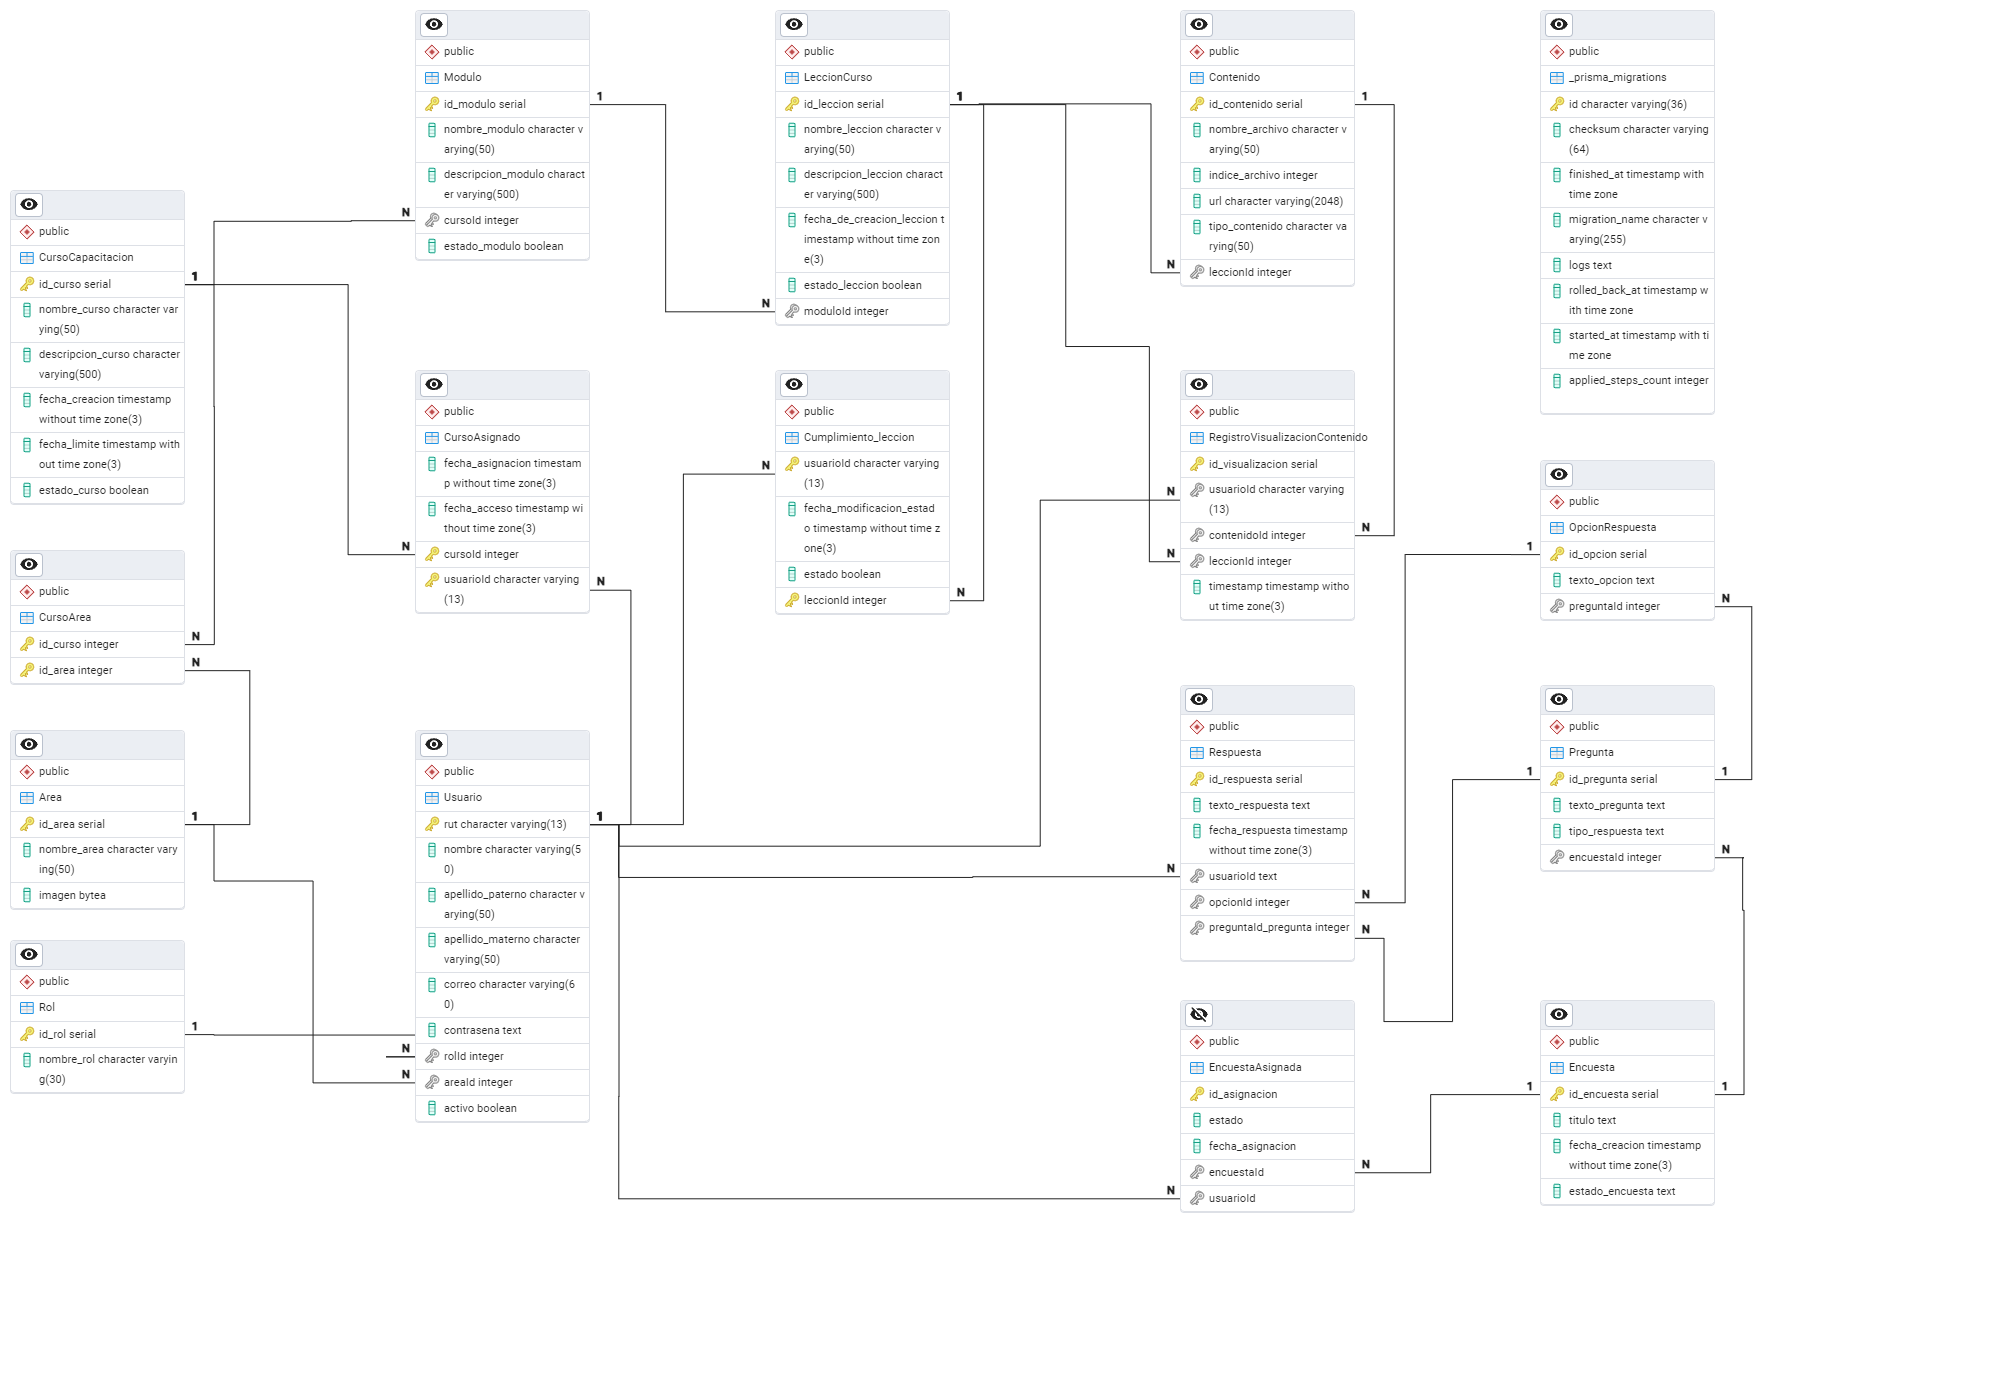 public
CursoCapacitacion
id_curso serial
nombre_curso character var
ying(50)
descripcion_curso character
varying(500)
fecha_creacion timestamp
without time zone(3)
fecha_limite timestamp with
out time zone(3)
estado_curso boolean
1
public
CursoArea
id_curso integer
id_area integer
N
N
public
Area
id_area serial
nombre_area character vary
ing(50)
imagen bytea
1
public
Rol
id_rol serial
nombre_rol character varyin
g(30)
1
public
Modulo
id_modulo serial
nombre_modulo character v
arying(50)
descripcion_modulo charact
er varying(500)
cursoId integer
estado_modulo boolean
1
N
public
CursoAsignado
fecha_asignacion timestam
p without time zone(3)
fecha_acceso timestamp wi
thout time zone(3)
cursoId integer
usuarioId character varying
(13)
N
N
public
Usuario
rut character varying(13)
nombre character varying(5
0)
apellido_paterno character v
arying(50)
apellido_materno character
varying(50)
correo character varying(6
0)
contrasena text
rolId integer
areaId integer
activo boolean
1
N
N
public
LeccionCurso
id_leccion serial
nombre_leccion character v
arying(50)
descripcion_leccion charact
er varying(500)
fecha_de_creacion_leccion t
imestamp without time zon
e(3)
estado_leccion boolean
moduloId integer
1
N
public
Cumplimiento_leccion
usuarioId character varying
(13)
fecha_modificacion_estad
o timestamp without time z
one(3)
estado boolean
leccionId integer
N
N
public
Contenido
id_contenido serial
nombre_archivo character v
arying(50)
indice_archivo integer
url character varying(2048)
tipo_contenido character va
rying(50)
leccionId integer
1
N
public
RegistroVisualizacionContenido
id_visualizacion serial
usuarioId character varying
(13)
contenidoId integer
leccionId integer
timestamp timestamp witho
ut time zone(3)
N
N
N
public
Respuesta
id_respuesta serial
texto_respuesta text
fecha_respuesta timestamp
without time zone(3)
usuarioId text
opcionId integer
preguntaId_pregunta integer
N
N
N
public
EncuestaAsignada
id_asignacion
estado
fecha_asignacion
encuestaId
usuarioId
N
N
public
_prisma_migrations
id character varying(36)
checksum character varying
(64)
finished_at timestamp with
time zone
migration_name character v
arying(255)
logs text
rolled_back_at timestamp w
ith time zone
started_at timestamp with ti
me zone
applied_steps_count integer
public
OpcionRespuesta
id_opcion serial
texto_opcion text
preguntaId integer
1
N
public
Pregunta
id_pregunta serial
texto_pregunta text
tipo_respuesta text
encuestaId integer
1
1
N
public
Encuesta
id_encuesta serial
titulo text
fecha_creacion timestamp
without time zone(3)
estado_encuesta text
1
1